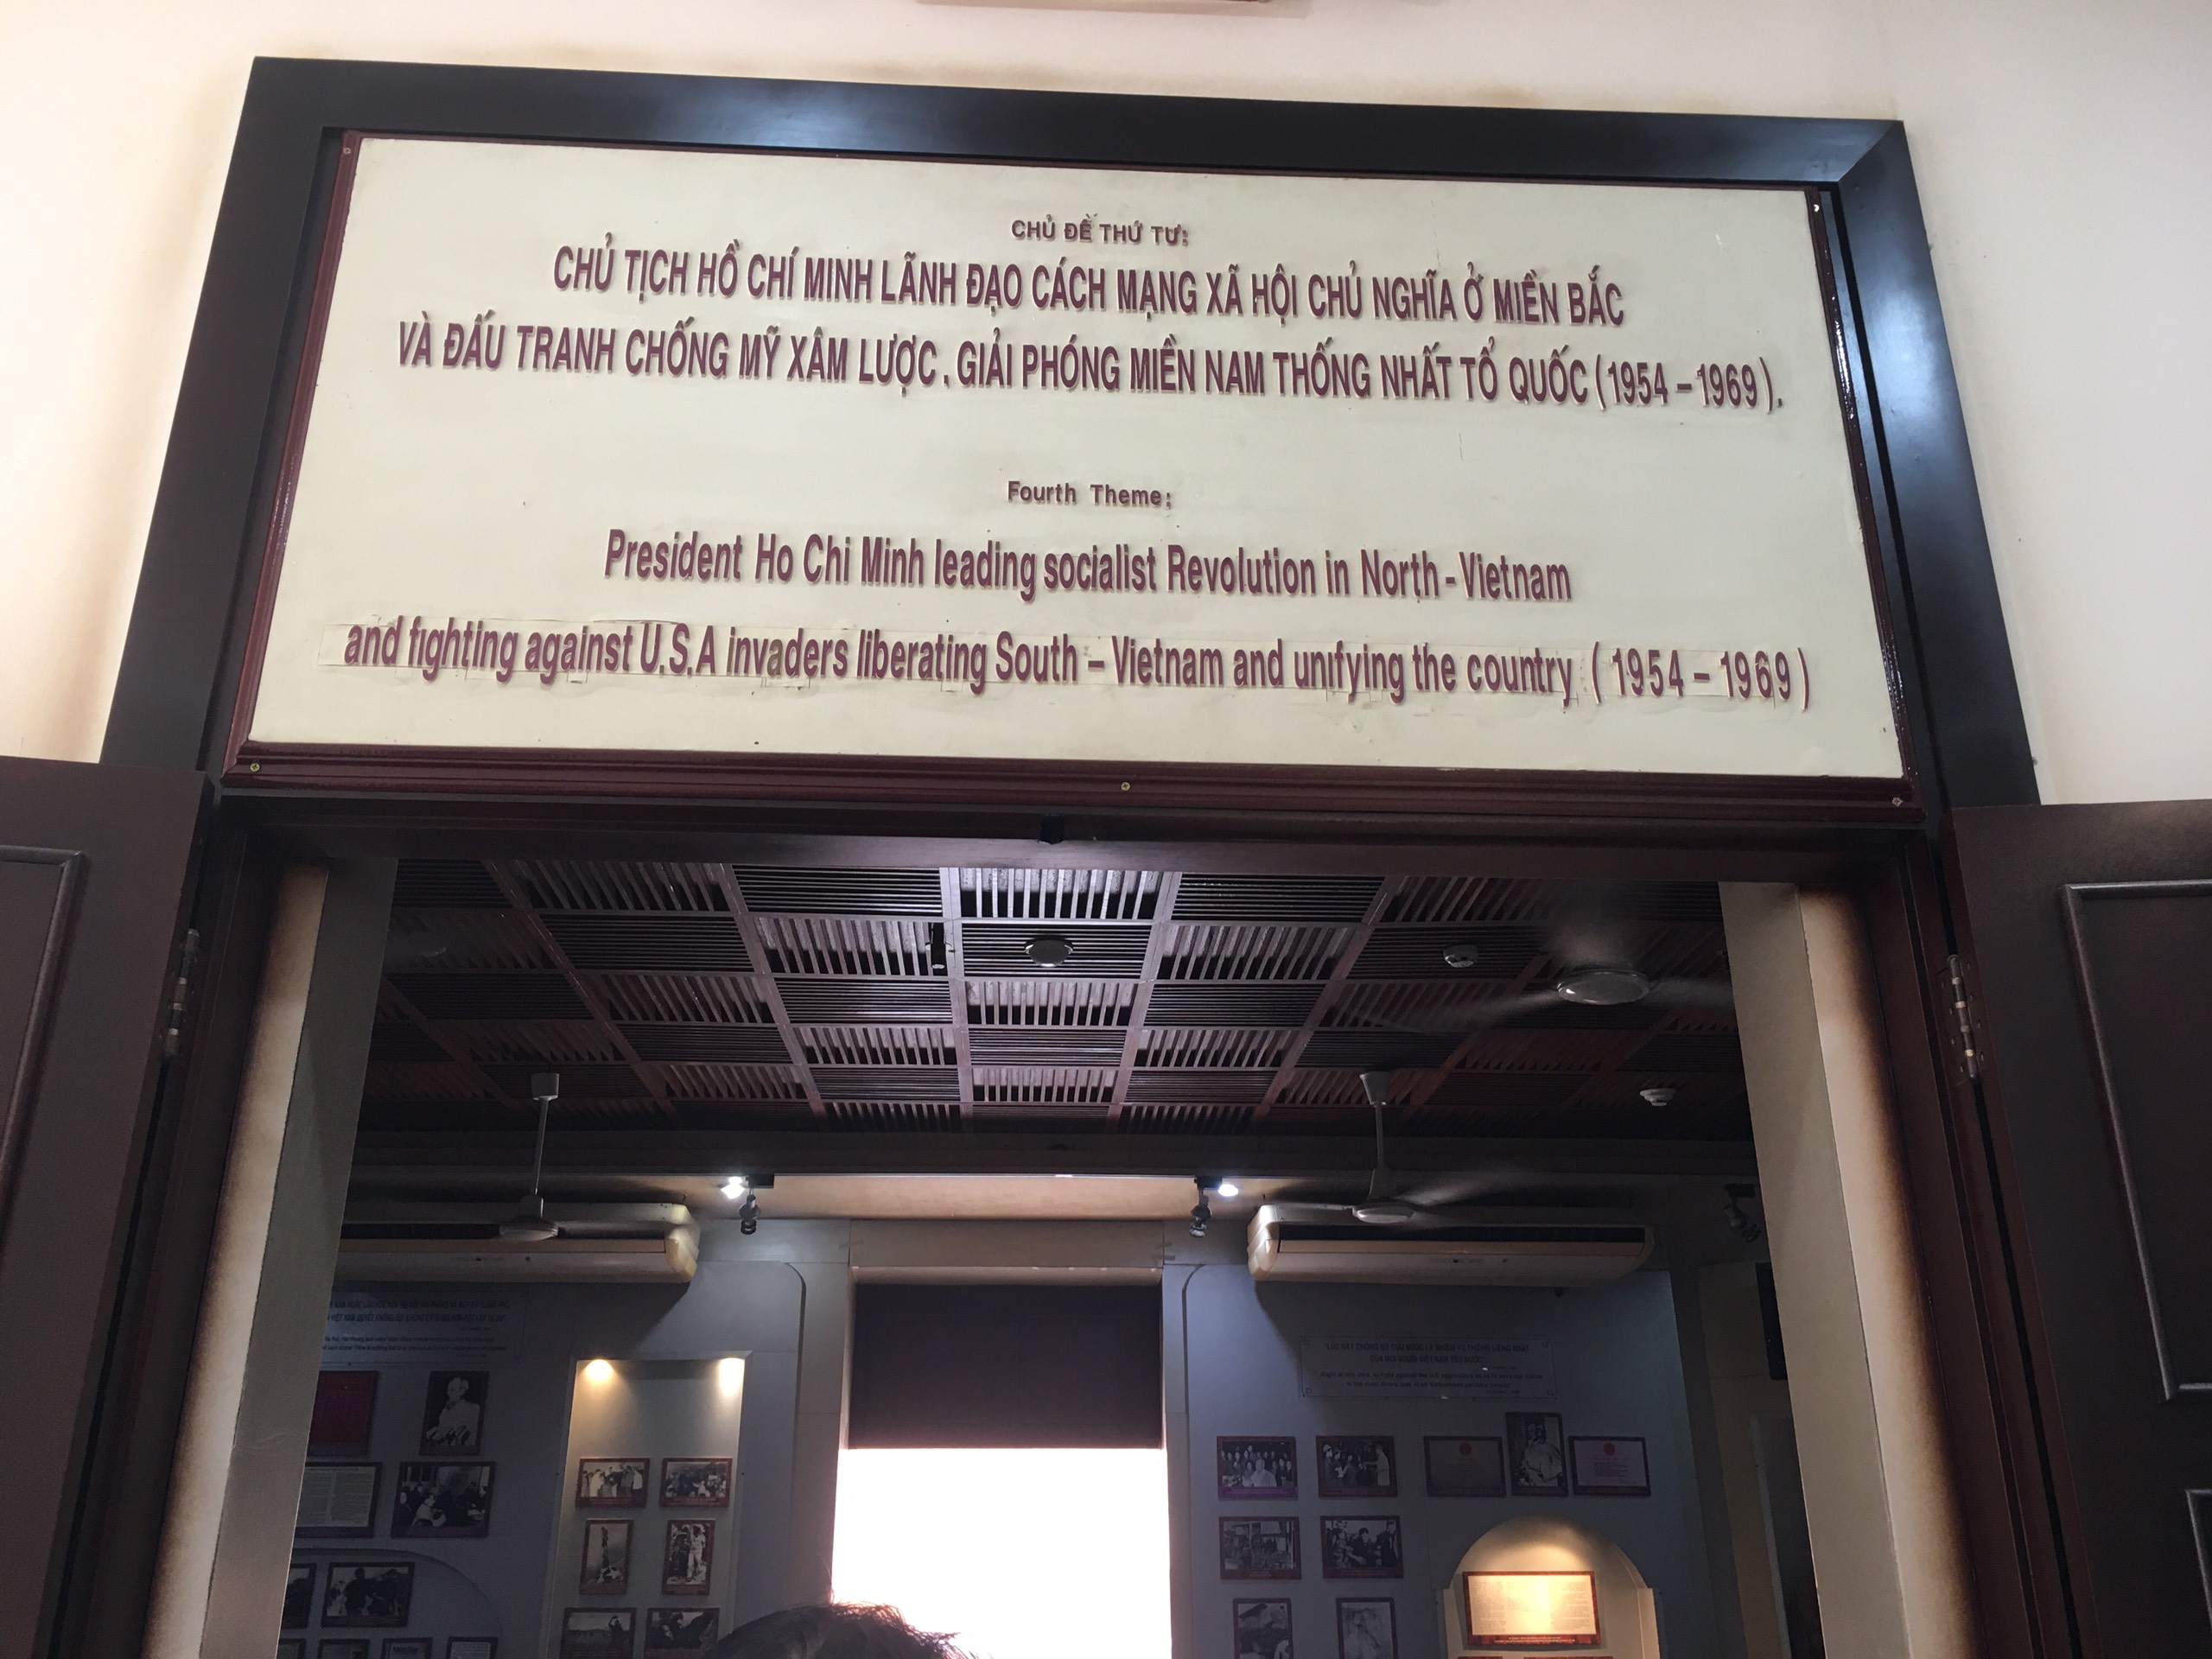 CHỦ ĐỀ THỨ TƯ:
CHỦ TỊCH HỒ CHÍ MINH LÃNH ĐẠO CÁCH MẠNG XÃ HỘI CHỦ NGHĨA Ở MIỀN BẮC
VÀ ĐẤU TRANH CHỐNG MỸ XÂM LƯỢC, GIẢI PHÓNG MIỀN NAM THỐNG NHẤT TỔ QUỐC (1954 – 1969).
Fourth Theme:
President Ho Chi Minh leading socialist Revolution in North - Vietnam
and fighting against U.S.A invaders liberating South – Vietnam and unifying the country ( 1954 – 1969 )